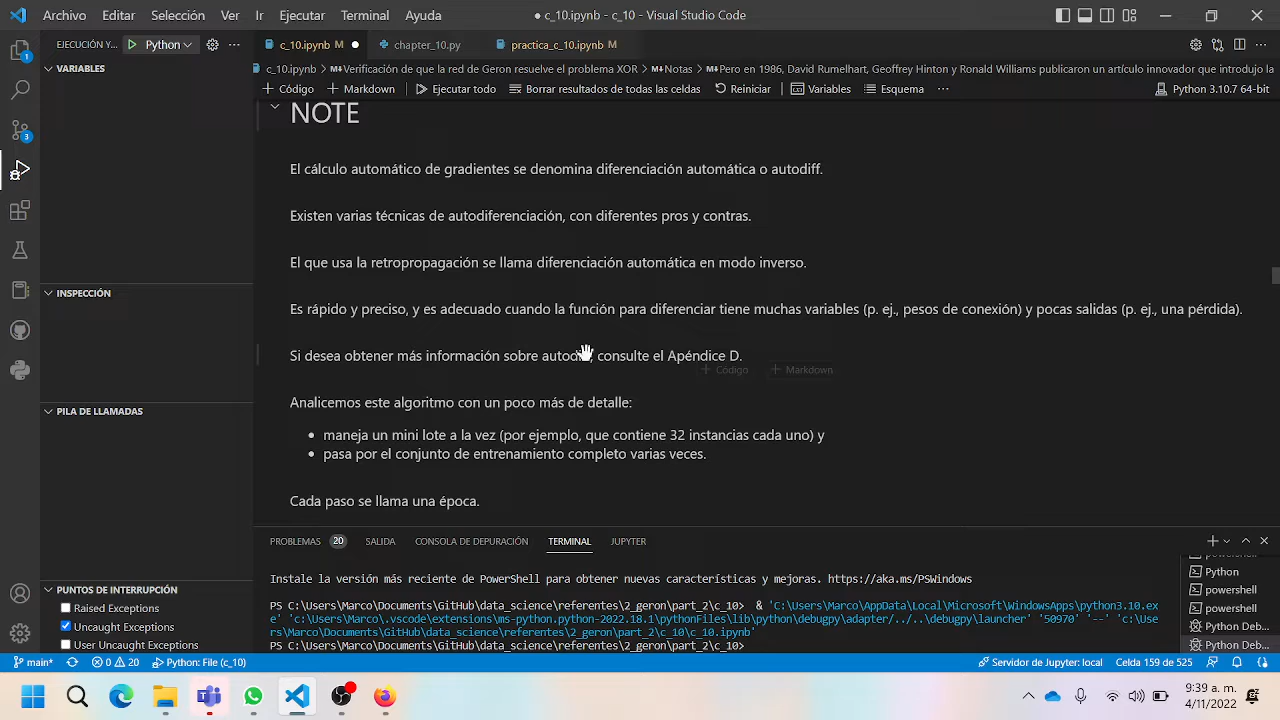 Archivo Editar Selección Ver Ir Ejecutar Terminal Ayuda ● c_10.ipynb - c_10 - Visual Studio Code
EJECUCIÓN Y... Python ··· c_10.ipynb M ● chapter_10.py practica_c_10.ipynb M ···
VARIABLES
c_10.ipynb > M↓Verificación de que la red de Geron resuelve el problema XOR > M↓Notas > M↓Pero en 1986, David Rumelhart, Geoffrey Hinton y Ronald Williams publicaron un artículo innovador que introdujo la
+ Código + Markdown Ejecutar todo Borrar resultados de todas las celdas Reiniciar Variables Esquema ··· Python 3.10.7 64-bit
NOTE
El cálculo automático de gradientes se denomina diferenciación automática o autodiff.
Existen varias técnicas de autodiferenciación, con diferentes pros y contras.
El que usa la retropropagación se llama diferenciación automática en modo inverso.
INSPECCIÓN
Es rápido y preciso, y es adecuado cuando la función para diferenciar tiene muchas variables (p. ej., pesos de conexión) y pocas salidas (p. ej., una pérdida).
Si desea obtener más información sobre autodiff, consulte el Apéndice D.
+ Código + Markdown
Analicemos este algoritmo con un poco más de detalle:
PILA DE LLAMADAS
• maneja un mini lote a la vez (por ejemplo, que contiene 32 instancias cada uno) y
• pasa por el conjunto de entrenamiento completo varias veces.
Cada paso se llama una época.
PROBLEMAS 20 SALIDA CONSOLA DE DEPURACIÓN TERMINAL JUPYTER
Instale la versión más reciente de PowerShell para obtener nuevas características y mejoras. https://aka.ms/PSWindows
PS C:\Users\Marco\Documents\GitHub\data_science\referentes\2_geron\part_2\c_10> & 'C:\Users\Marco\AppData\Local\Microsoft\WindowsApps\python3.10.ex
e' 'c:\Users\Marco\.vscode\extensions\ms-python.python-2022.18.1\pythonFiles\lib\python\debugpy\adapter/../..\debugpy\launcher' '50970' '--' 'c:\Use
rs\Marco\Documents\GitHub\data_science\referentes\2_geron\part_2\c_10\c_10.ipynb'
PS C:\Users\Marco\Documents\GitHub\data_science\referentes\2_geron\part_2\c_10>
powershell
Python
powershell
powershell
Python Deb...
Python Deb...
PUNTOS DE INTERRUPCIÓN
Raised Exceptions
Uncaught Exceptions
User Uncaught Exceptions
main* 0 20 Python: File (c_10) Servidor de Jupyter: local Celda 159 de 525
1
3
9:39 a. m.
4/11/2022